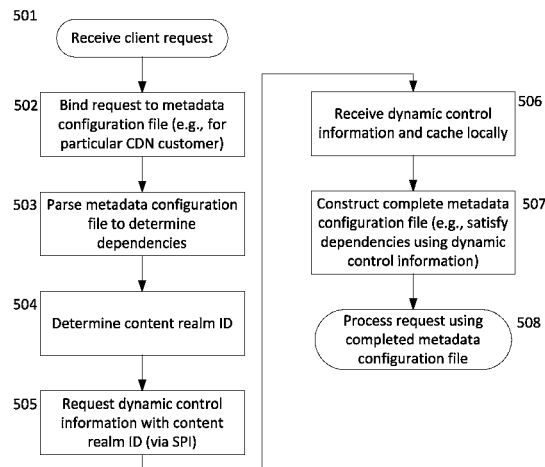 501
Receive client request
502
Bind request to metadata
configuration file (e.g., for
particular CDN customer)
503
Parse metadata configuration
file to determine
dependencies
504
Determine content realm ID
505
Request dynamic control
information with content
realm ID (via SPI)
506
Receive dynamic control
information and cache locally
507
Construct complete metadata
configuration file (e.g., satisfy
dependencies using dynamic
control information)
508
Process request using
completed metadata
configuration file